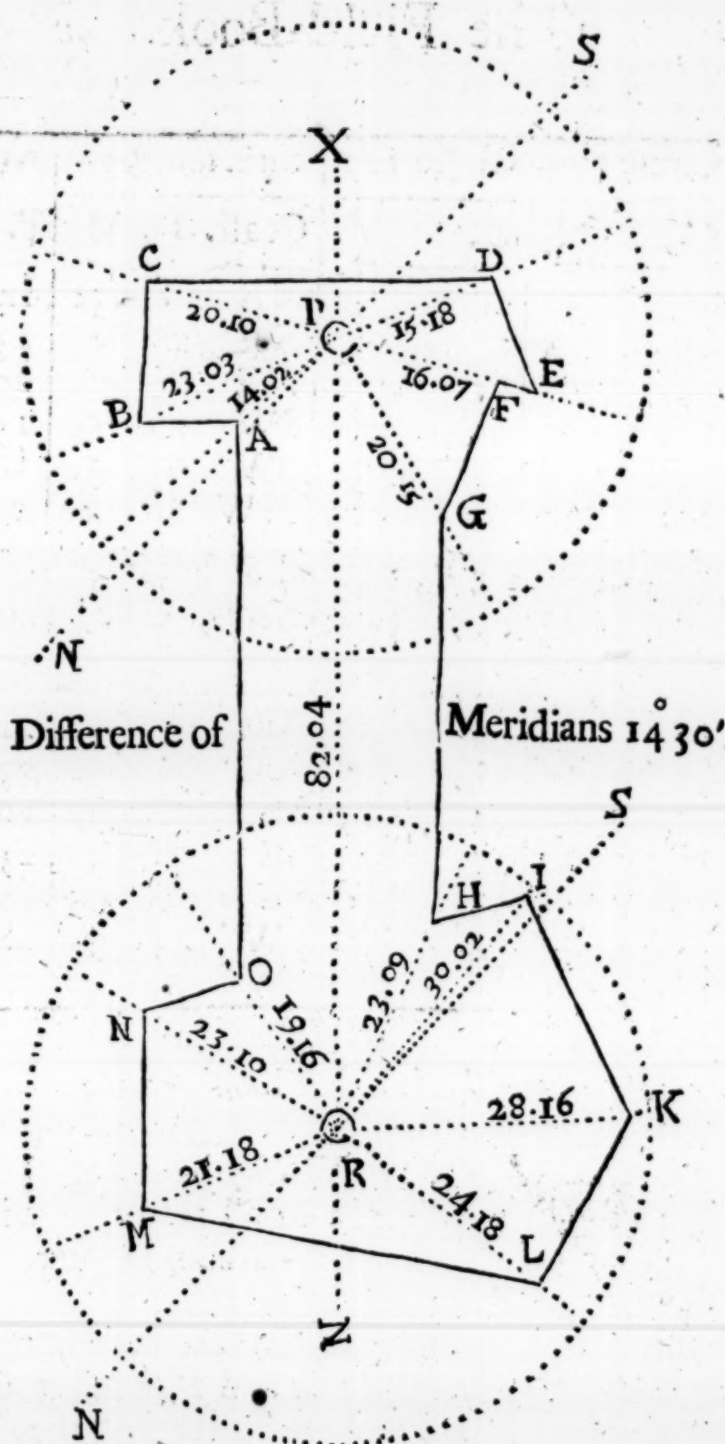 S
X
C
D
P
20.10
15.18
23.03
16.07
E
14.02
B
F
A
20 15
G
N
Difference of
82.04
Meridians 14° 30'
S
H
I
O
23.09
30.02
N
23.10
19.16
28.16
K
21.18
R
24.18
M
L
Z
N